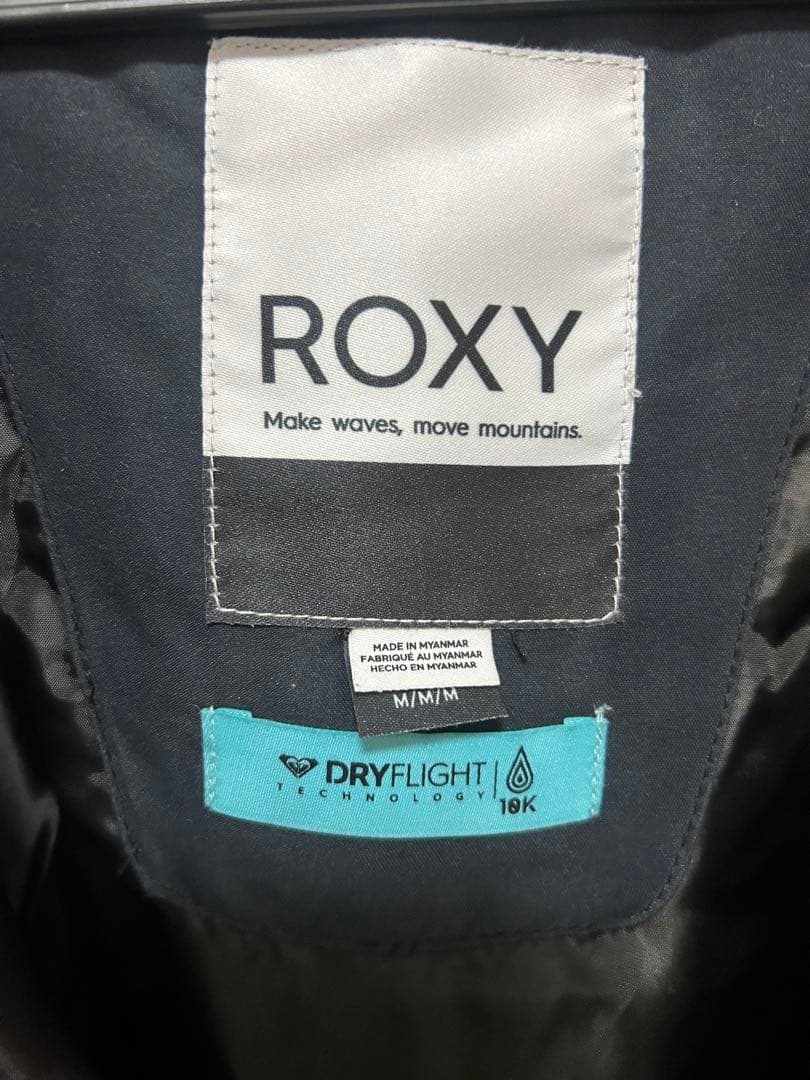 ROXY
Make waves, move mountains.
MADE IN MYANMAR
FABRIQUÉ AU MYANMAR
HECHO EN MYANMAR
M/M/M
DRYFLIGHT
TECHNOLOGY
10K